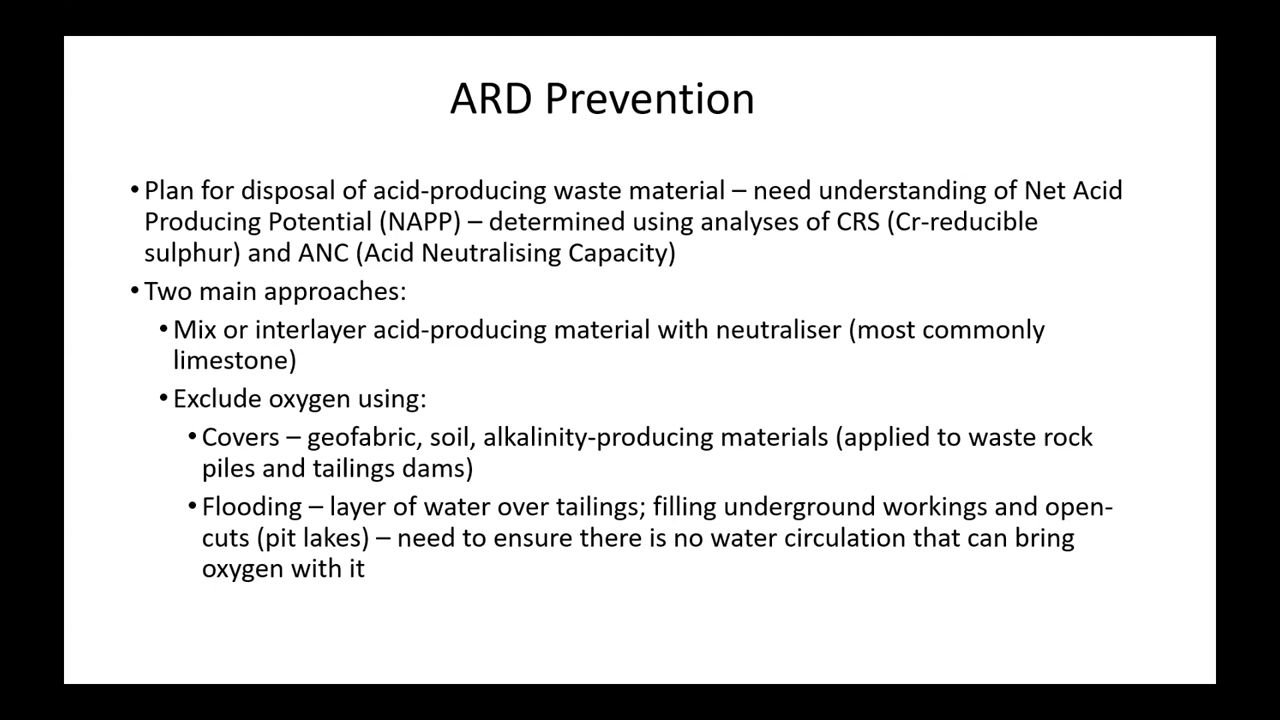 ARD Prevention
• Plan for disposal of acid-producing waste material – need understanding of Net Acid
Producing Potential (NAPP) – determined using analyses of CRS (Cr-reducible
sulphur) and ANC (Acid Neutralising Capacity)
• Two main approaches:
• Mix or interlayer acid-producing material with neutraliser (most commonly
limestone)
• Exclude oxygen using:
• Covers – geofabric, soil, alkalinity-producing materials (applied to waste rock
piles and tailings dams)
• Flooding – layer of water over tailings; filling underground workings and open-
cuts (pit lakes) – need to ensure there is no water circulation that can bring
oxygen with it